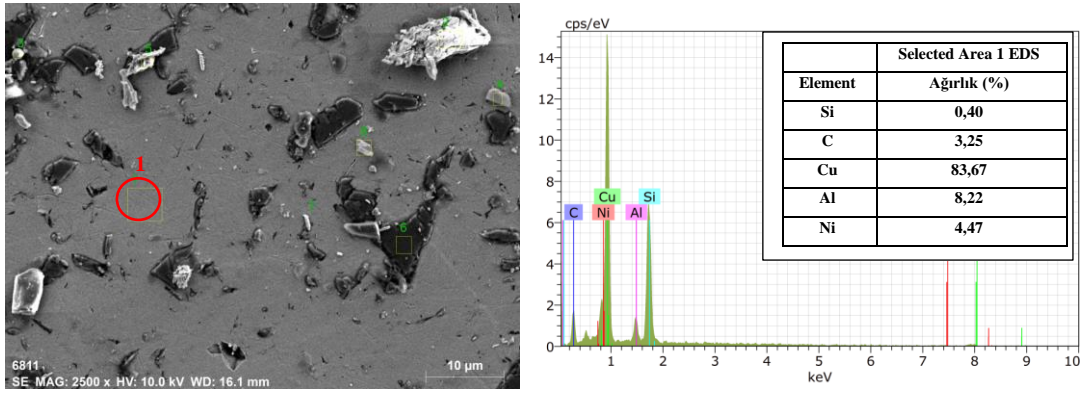 1
6
6811
SE MAG: 2500 x HV: 10.0 kV WD: 16.1 mm
10 µm
cps/eV
14
12
10
8
6
4
2
0
C
Cu
Ni
Al
Si
1 2 3 4 5 6 7 8 9 10
keV
Selected Area 1 EDS
Element Ağırlık (%)
Si 0,40
C 3,25
Cu 83,67
Al 8,22
Ni 4,47